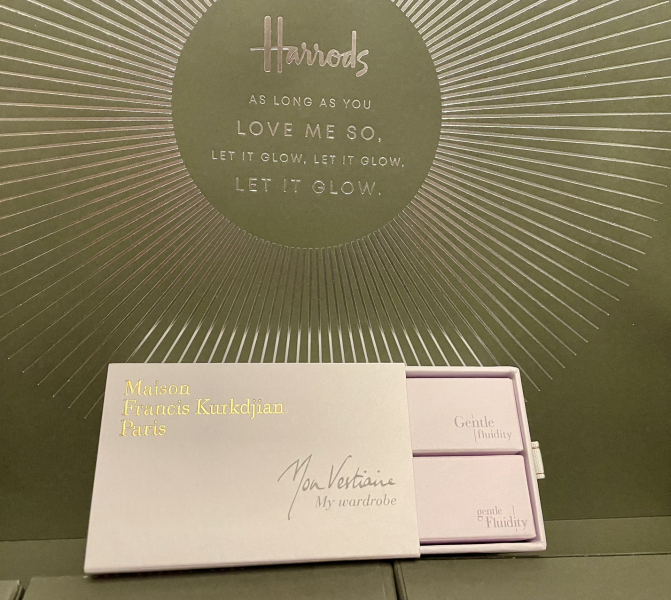 Harrods
AS LONG AS YOU
LOVE ME SO,
LET IT GLOW, LET IT GLOW,
LET IT GLOW.
Maison
Francis Kurkdjian
Paris
Mon Vestiaire
My wardrobe
Gentle
fluidity
gentle
Fluidity